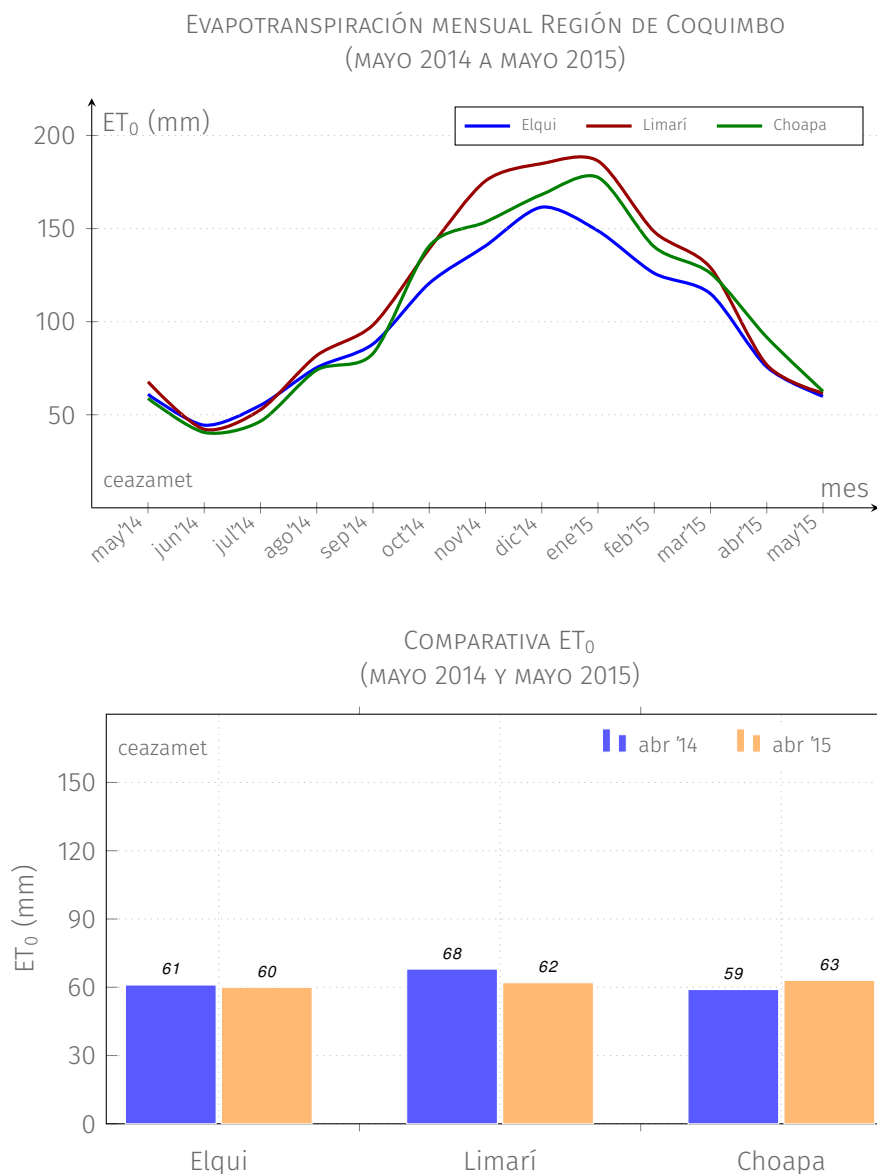 Evapotranspiración mensual Región de Coquimbo
(mayo 2014 a mayo 2015)
ET₀ (mm)
Elqui Limarí Choapa
200
150
100
50
ceazamet
mes
may'14 jun'14 jul'14 ago'14 sep'14 oct'14 nov'14 dic'14 ene'15 feb'15 mar'15 abr'15 may'15
Comparativa ET₀
(mayo 2014 y mayo 2015)
ceazamet
abr '14 abr '15
150
120
90
60
30
0
ET₀ (mm)
61 60 68 62 59 63
Elqui Limarí Choapa